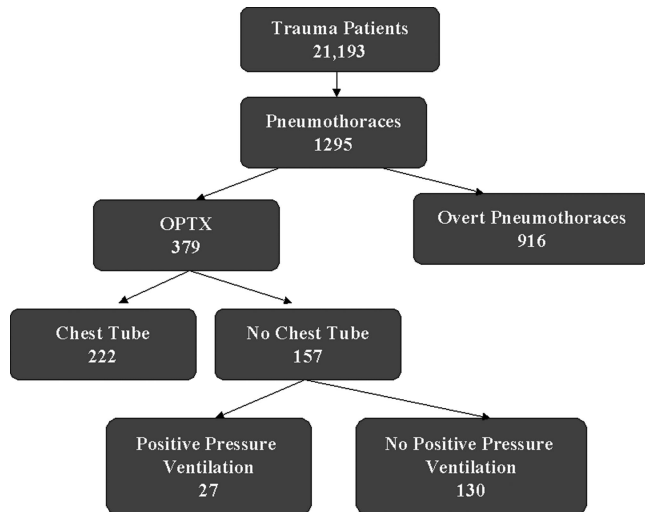 Trauma Patients
21,193
Pneumothoraces
1295
OPTX
379
Overt Pneumothoraces
916
Chest Tube
222
No Chest Tube
157
Positive Pressure
Ventilation
27
No Positive Pressure
Ventilation
130